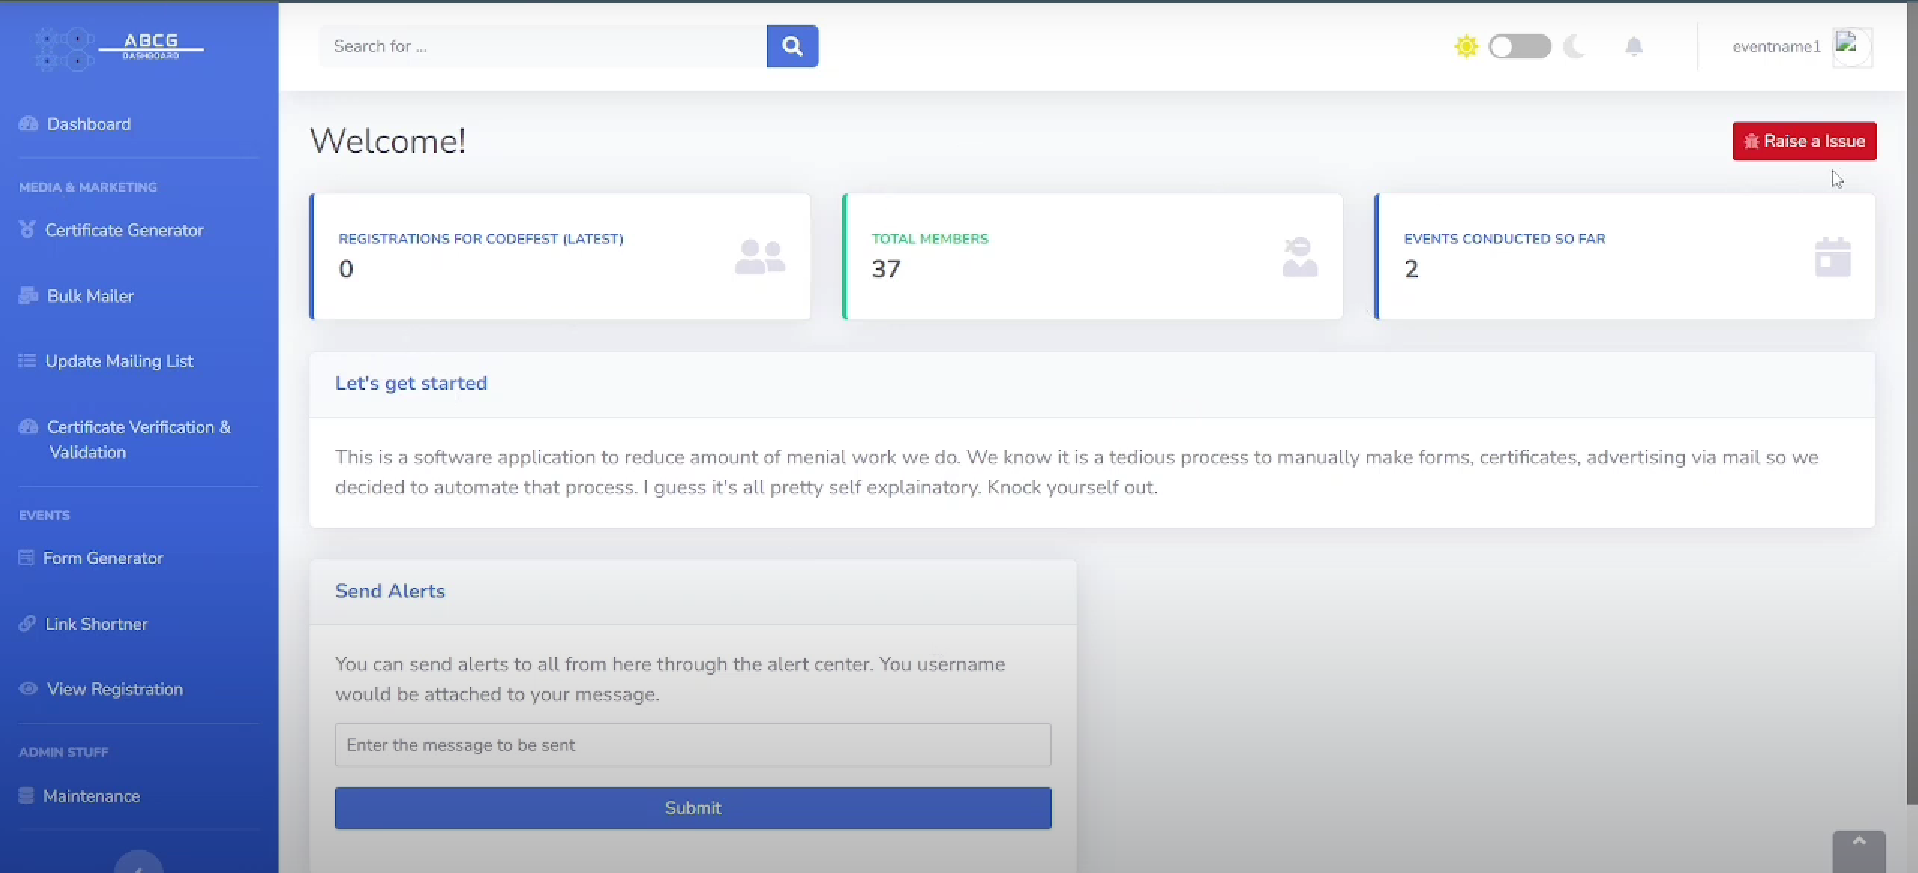 ABCG
DASHBOARD
Search for ...
eventname1
Dashboard
MEDIA & MARKETING
Certificate Generator
Bulk Mailer
Update Mailing List
Certificate Verification &
Validation
EVENTS
Form Generator
Link Shortner
View Registration
ADMIN STUFF
Maintenance
Welcome!
Raise a Issue
REGISTRATIONS FOR CODEFEST (LATEST)
0
TOTAL MEMBERS
37
EVENTS CONDUCTED SO FAR
2
Let's get started
This is a software application to reduce amount of menial work we do. We know it is a tedious process to manually make forms, certificates, advertising via mail so we
decided to automate that process. I guess it's all pretty self explainatory. Knock yourself out.
Send Alerts
You can send alerts to all from here through the alert center. You username
would be attached to your message.
Enter the message to be sent
Submit